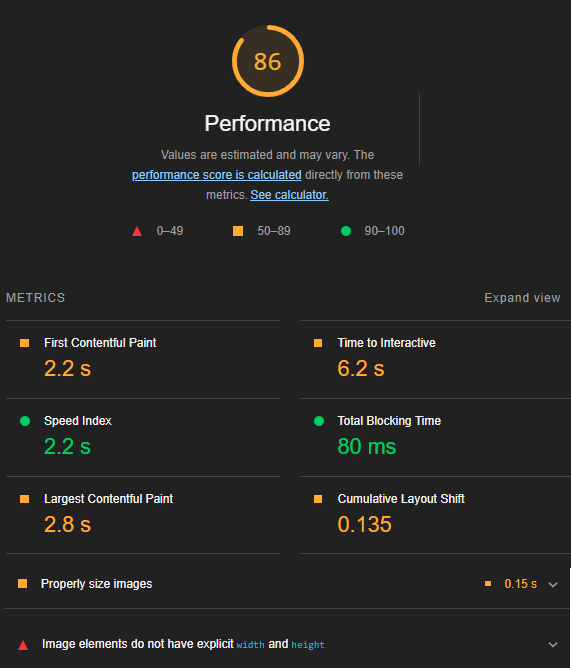 86
Performance
Values are estimated and may vary. The
performance score is calculated directly from these
metrics. See calculator.
0–49
50–89
90–100
METRICS
Expand view
First Contentful Paint
2.2 s
Time to Interactive
6.2 s
Speed Index
2.2 s
Total Blocking Time
80 ms
Largest Contentful Paint
2.8 s
Cumulative Layout Shift
0.135
Properly size images
0.15 s
Image elements do not have explicit width and height